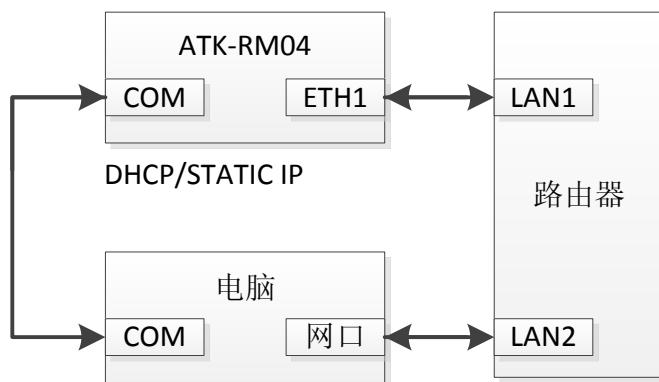 ATK-RM04
COM
ETH1
LAN1
DHCP/STATIC IP
路由器
电脑
COM
网口
LAN2